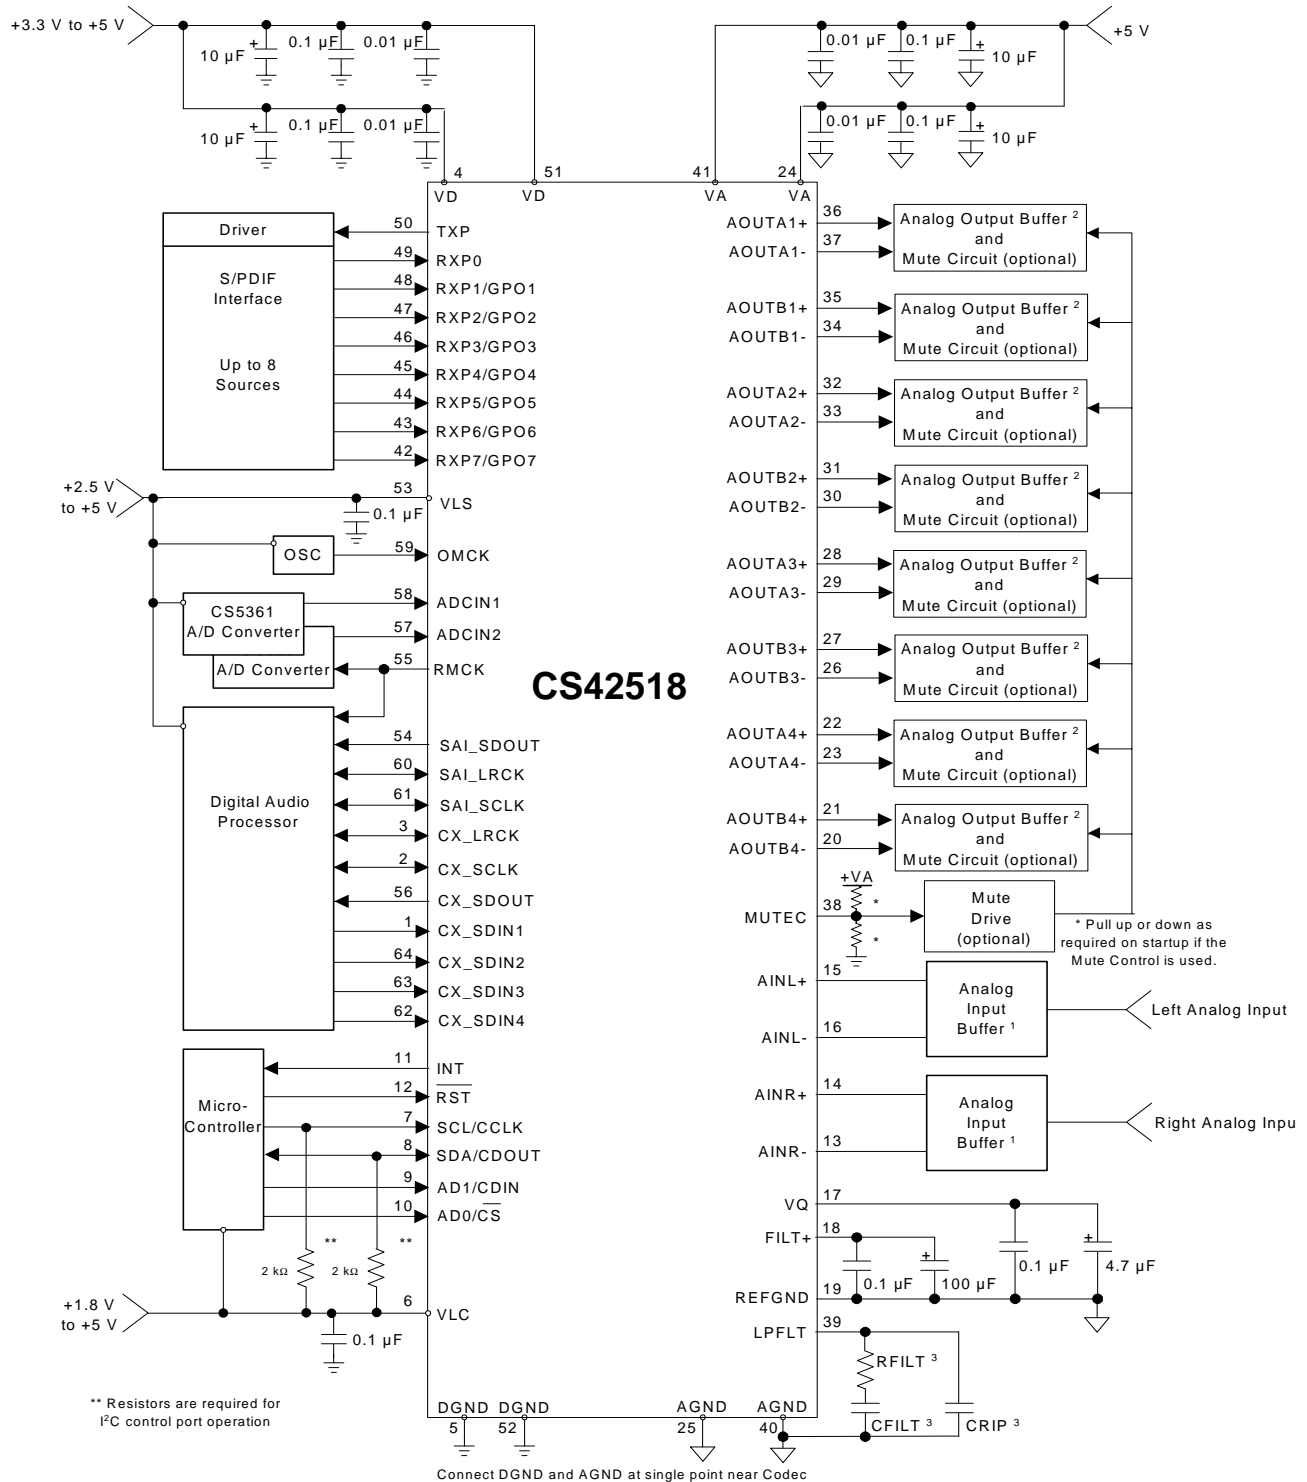 +3.3 V to +5 V
+5 V
10 µF
+
0.1 µF
0.01 µF
0.01 µF
0.1 µF
+
10 µF
10 µF
+
0.1 µF
0.01 µF
0.01 µF
0.1 µF
+
10 µF
4
51
41
24
VD
VD
VA
VA
Driver
50
TXP
S/PDIF
Interface
Up to 8
Sources
49
RXP0
48
RXP1/GPO1
47
RXP2/GPO2
46
RXP3/GPO3
45
RXP4/GPO4
44
RXP5/GPO5
43
RXP6/GPO6
42
RXP7/GPO7
+2.5 V
to +5 V
53
VLS
0.1 µF
OSC
59
OMCK
CS5361
A/D Converter
58
ADCIN1
57
ADCIN2
A/D Converter
55
RMCK
CS42518
Digital Audio
Processor
54
SAI_SDOUT
60
SAI_LRCK
61
SAI_SCLK
3
CX_LRCK
2
CX_SCLK
56
CX_SDOUT
1
CX_SDIN1
64
CX_SDIN2
63
CX_SDIN3
62
CX_SDIN4
Micro-
Controller
11
INT
12
RST
7
SCL/CCLK
8
SDA/CDOUT
9
AD1/CDIN
10
AD0/CS
**
**
2 kΩ
2 kΩ
+1.8 V
to +5 V
6
VLC
0.1 µF
** Resistors are required for
I²C control port operation
AOUTA1+
36
AOUTA1-
37
Analog Output Buffer ²
and
Mute Circuit (optional)
AOUTB1+
35
AOUTB1-
34
Analog Output Buffer ²
and
Mute Circuit (optional)
AOUTA2+
32
AOUTA2-
33
Analog Output Buffer ²
and
Mute Circuit (optional)
AOUTB2+
31
AOUTB2-
30
Analog Output Buffer ²
and
Mute Circuit (optional)
AOUTA3+
28
AOUTA3-
29
Analog Output Buffer ²
and
Mute Circuit (optional)
AOUTB3+
27
AOUTB3-
26
Analog Output Buffer ²
and
Mute Circuit (optional)
AOUTA4+
22
AOUTA4-
23
Analog Output Buffer ²
and
Mute Circuit (optional)
AOUTB4+
21
AOUTB4-
20
Analog Output Buffer ²
and
Mute Circuit (optional)
+VA
*
*
MUTEC
38
Mute
Drive
(optional)
* Pull up or down as
required on startup if the
Mute Control is used.
AINL+
15
AINL-
16
Analog
Input
Buffer ¹
Left Analog Input
AINR+
14
AINR-
13
Analog
Input
Buffer ¹
Right Analog Inpu
VQ
17
FILT+
18
+
+
0.1 µF
100 µF
0.1 µF
4.7 µF
REFGND
19
LPFLT
39
RFILT ³
CFILT ³
CRIP ³
DGND
DGND
AGND
AGND
5
52
25
40
Connect DGND and AGND at single point near Codec